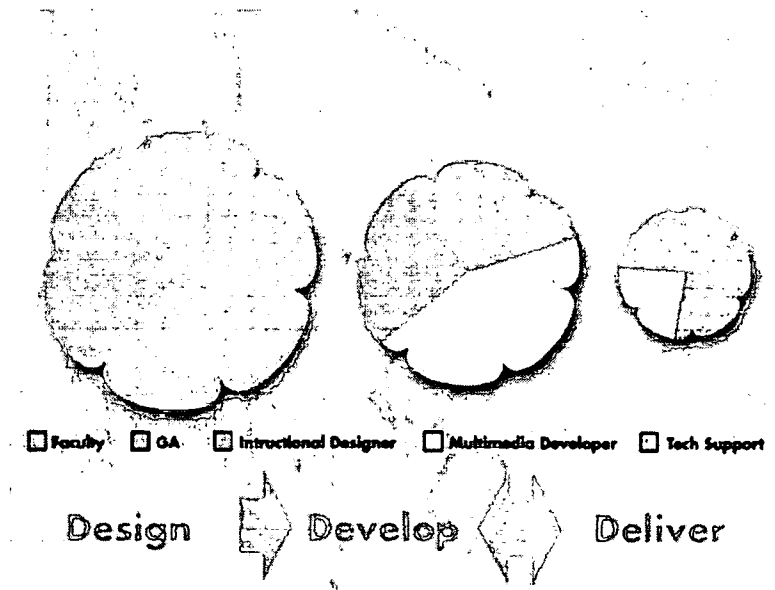 Faculty GA Intructional Designer Multimedia Developer Tech Support
Design Develop Deliver